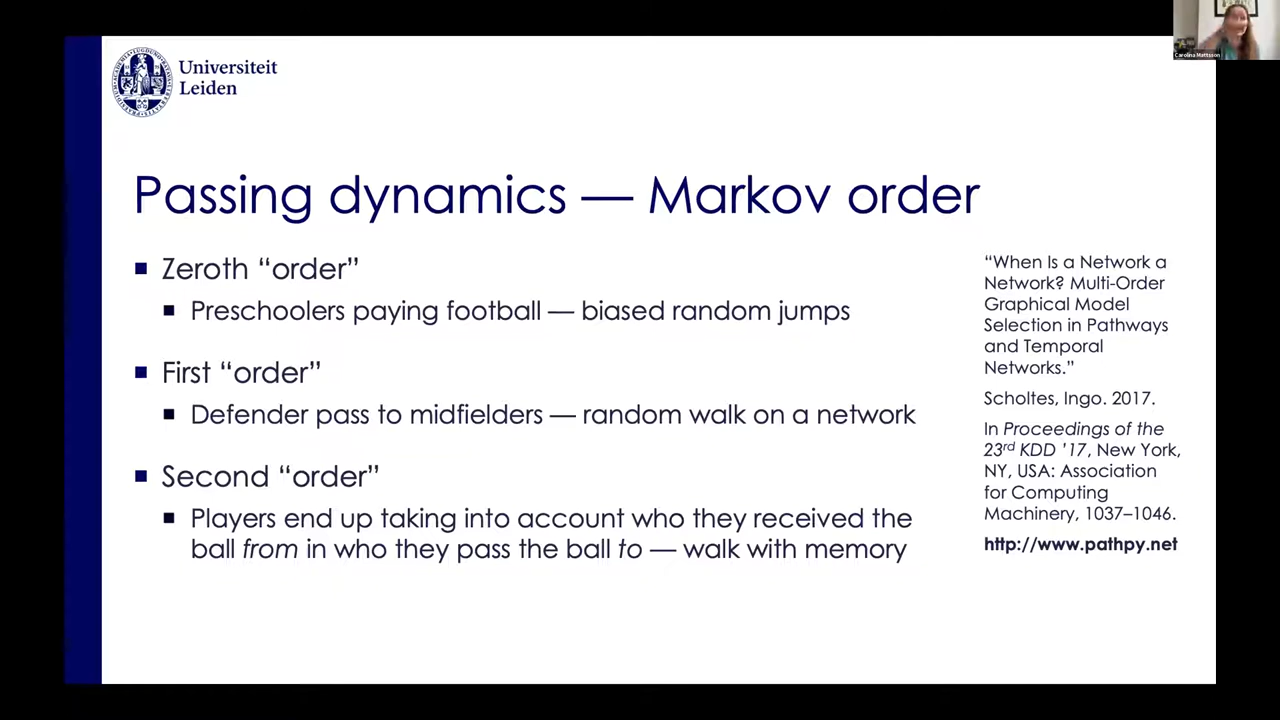 Universiteit
Leiden
Carolina Mattsson
Passing dynamics — Markov order
Zeroth “order”
Preschoolers paying football — biased random jumps
First “order”
Defender pass to midfielders — random walk on a network
Second “order”
Players end up taking into account who they received the
ball from in who they pass the ball to — walk with memory
“When Is a Network a
Network? Multi-Order
Graphical Model
Selection in Pathways
and Temporal
Networks.”
Scholtes, Ingo. 2017.
In Proceedings of the
23rd KDD ’17, New York,
NY, USA: Association
for Computing
Machinery, 1037–1046.
http://www.pathpy.net